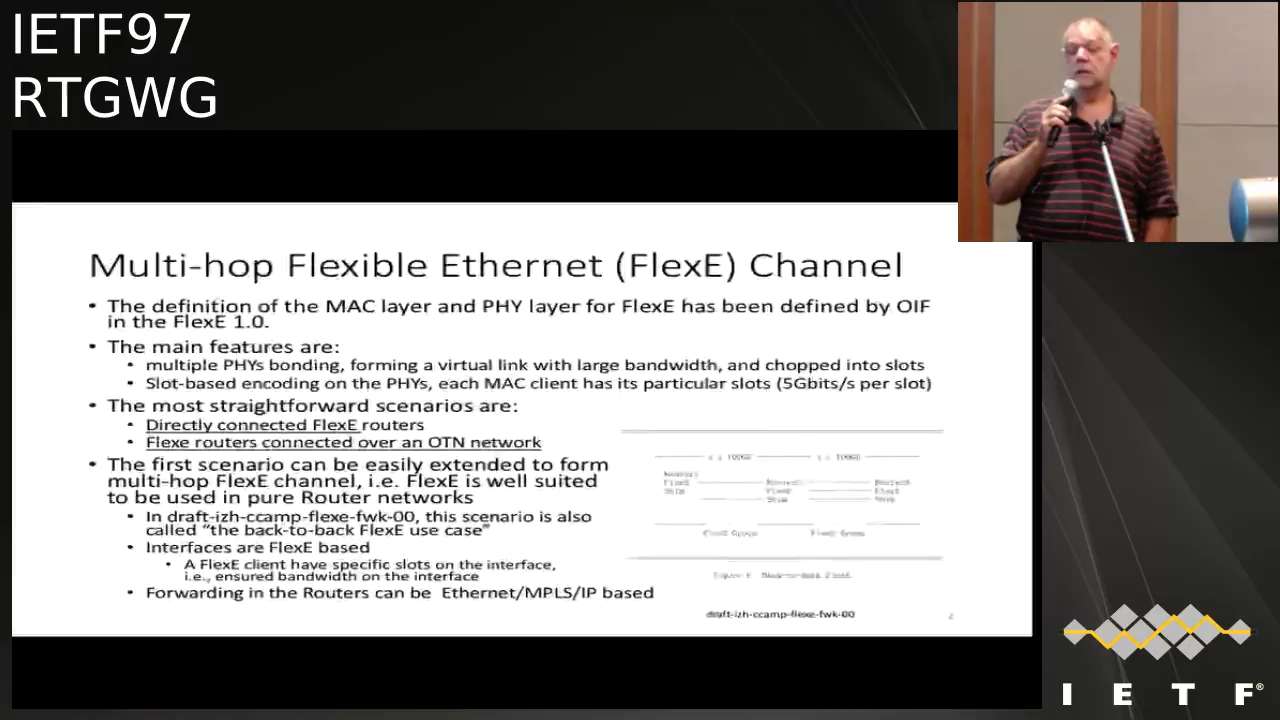 IETF97
RTGWG
Multi-hop Flexible Ethernet (FlexE) Channel
• The definition of the MAC layer and PHY layer for FlexE has been defined by OIF
in the FlexE 1.0.
• The main features are:
• multiple PHYs bonding, forming a virtual link with large bandwidth, and chopped into slots
• Slot-based encoding on the PHYs, each MAC client has its particular slots (5Gbits/s per slot)
• The most straightforward scenarios are:
• Directly connected FlexE routers
• Flexe routers connected over an OTN network
• The first scenario can be easily extended to form
multi-hop FlexE channel, i.e. FlexE is well suited
to be used in pure Router networks
• In draft-izh-ccamp-flexe-fwk-00, this scenario is also
called “the back-to-back FlexE use case”
• Interfaces are FlexE based
• A FlexE client have specific slots on the interface,
i.e., ensured bandwidth on the interface
• Forwarding in the Routers can be Ethernet/MPLS/IP based
FlexE Group FlexE Group
draft-izh-ccamp-flexe-fwk-00
2
I E T F®